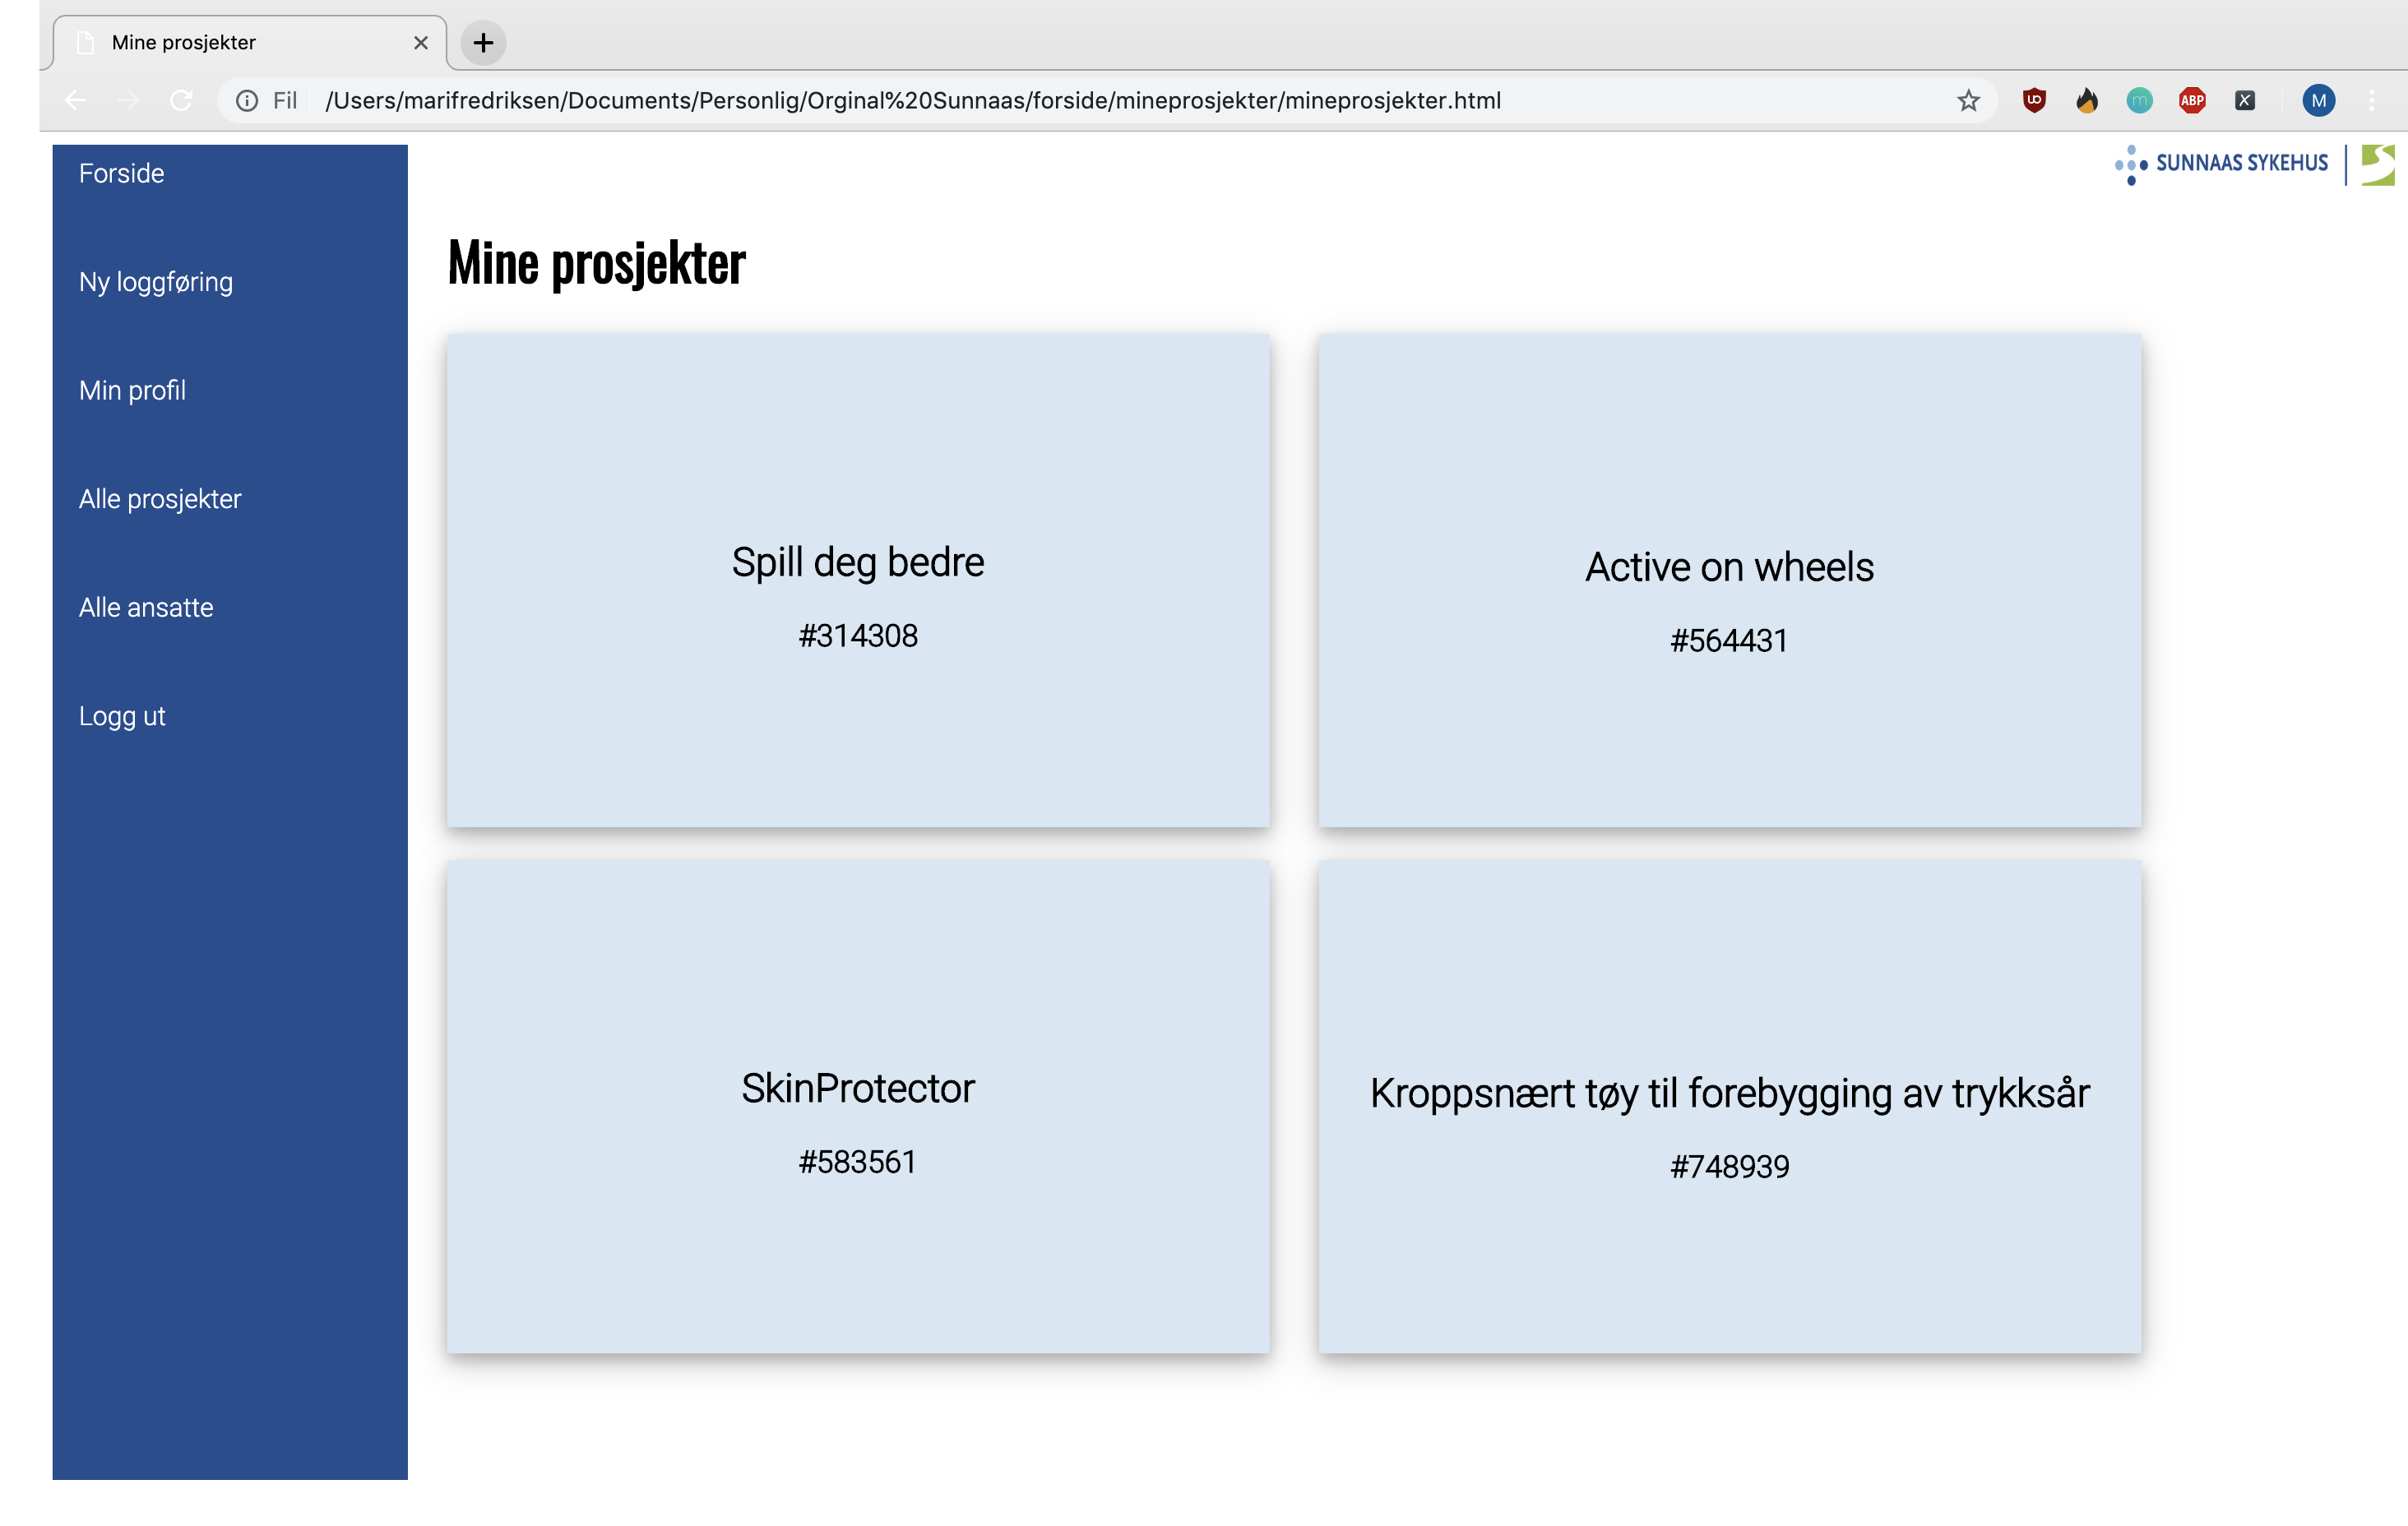 Mine prosjekter
Fil /Users/marifredriksen/Documents/Personlig/Orginal%20Sunnaas/forside/mineprosjekter/mineprosjekter.html
ABP
M
Forside
Ny loggføring
Min profil
Alle prosjekter
Alle ansatte
Logg ut
SUNNAAS SYKEHUS
Mine prosjekter
Spill deg bedre
#314308
Active on wheels
#564431
SkinProtector
#583561
Kroppsnært tøy til forebygging av trykksår
#748939